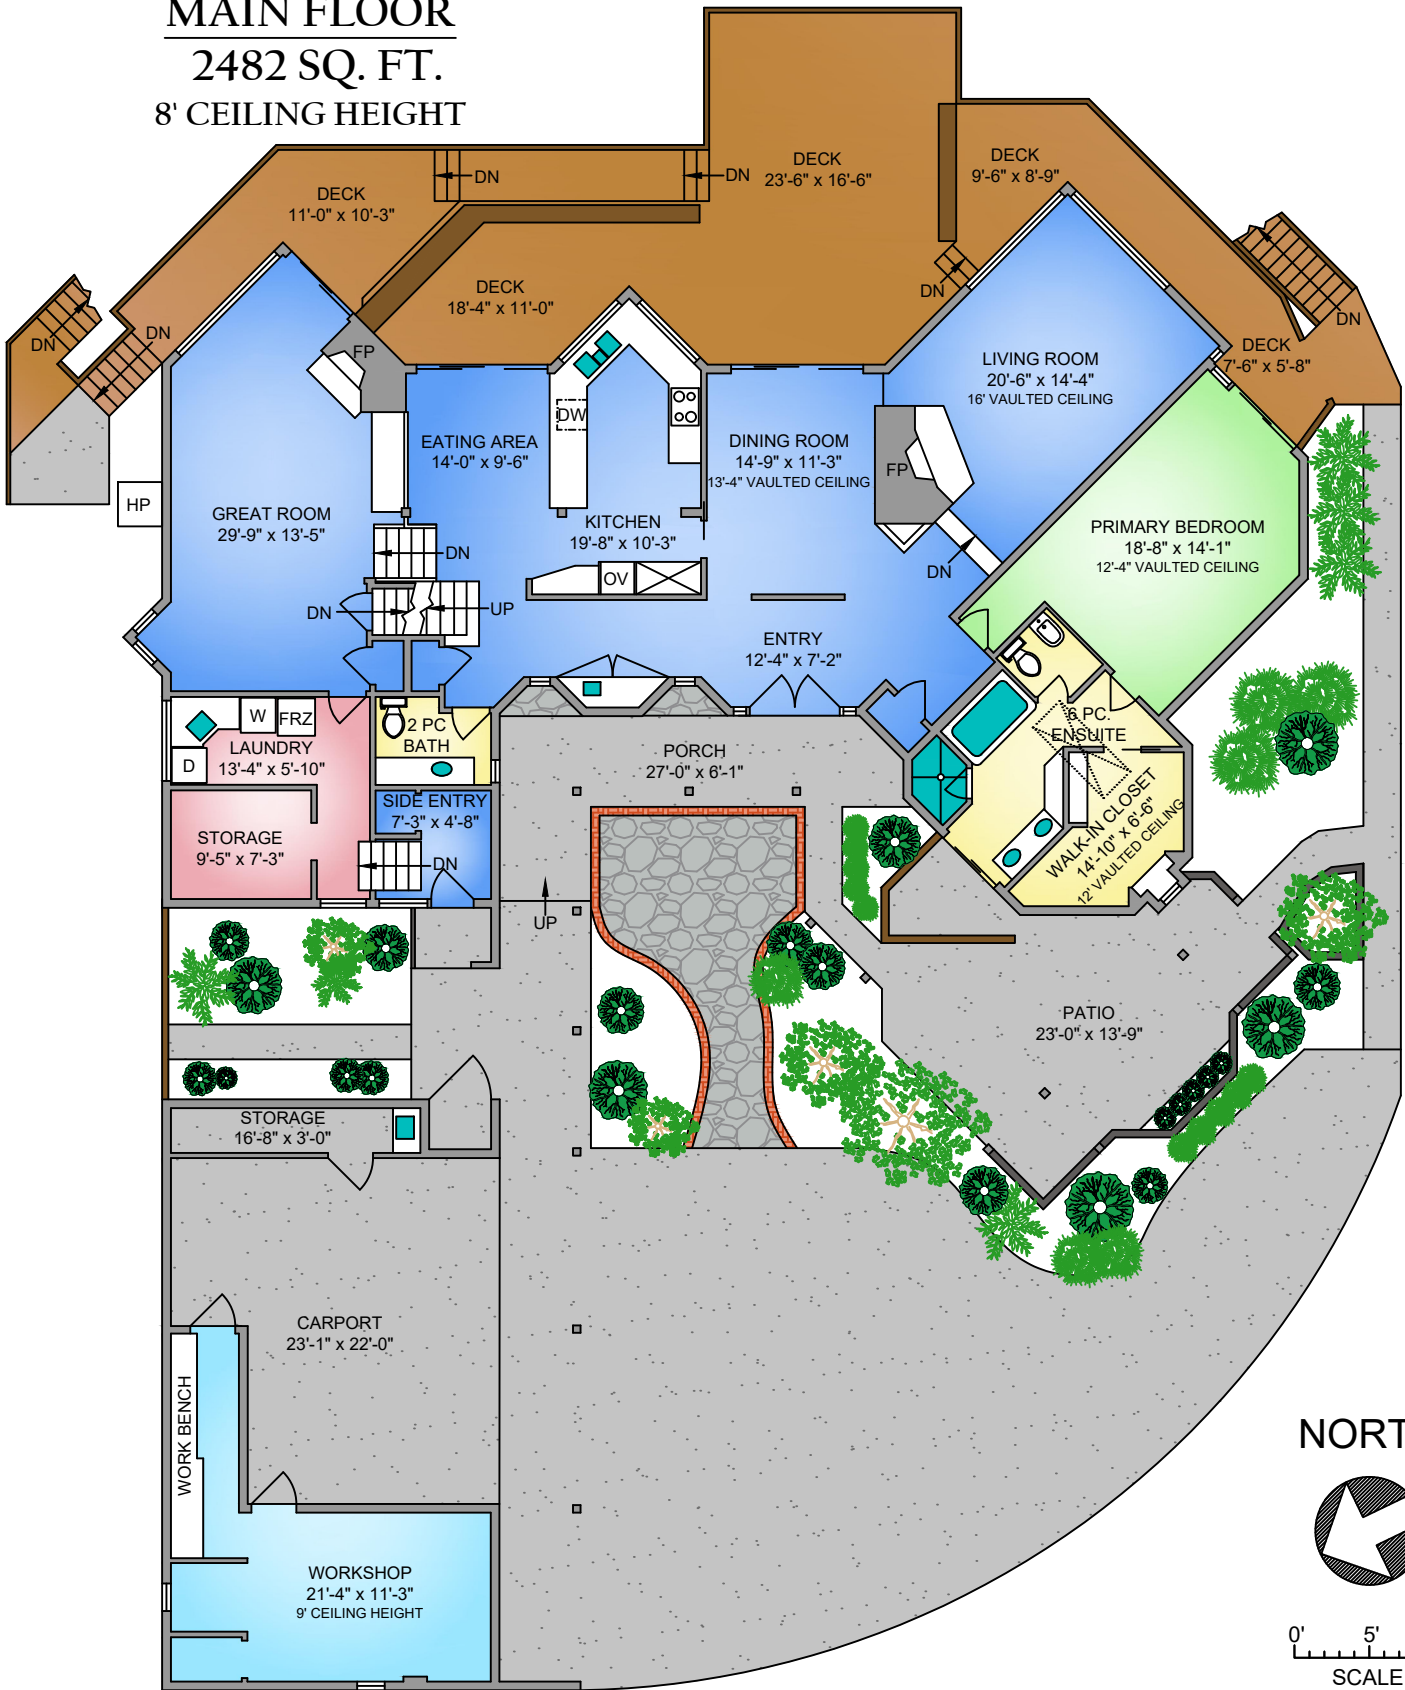 MAIN FLOOR
2482 SQ. FT.
8' CEILING HEIGHT
DECK
11'-0" x 10'-3"
DN
DN
DECK
23'-6" x 16'-6"
DECK
9'-6" x 8'-9"
DECK
18'-4" x 11'-0"
DN
DN
DN
DN
DECK
7'-6" x 5'-8"
FP
LIVING ROOM
20'-6" x 14'-4"
16' VAULTED CEILING
DW
EATING AREA
14'-0" x 9'-6"
DINING ROOM
14'-9" x 11'-3"
13'-4" VAULTED CEILING
FP
HP
GREAT ROOM
29'-9" x 13'-5"
KITCHEN
19'-8" x 10'-3"
PRIMARY BEDROOM
18'-8" x 14'-1"
12'-4" VAULTED CEILING
DN
OV
DN
DN
UP
ENTRY
12'-4" x 7'-2"
W
FRZ
D
LAUNDRY
13'-4" x 5'-10"
2 PC
BATH
6 PC.
ENSUITE
PORCH
27'-0" x 6'-1"
WALK-IN CLOSET
14'-10" x 6'-6"
12' VAULTED CEILING
SIDE ENTRY
7'-3" x 4'-8"
STORAGE
9'-5" x 7'-3"
DN
UP
PATIO
23'-0" x 13'-9"
STORAGE
16'-8" x 3'-0"
CARPORT
23'-1" x 22'-0"
WORK BENCH
WORKSHOP
21'-4" x 11'-3"
9' CEILING HEIGHT
NORT
0' 5'
SCALE